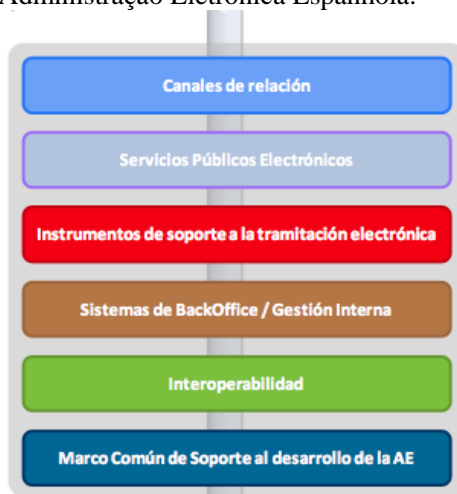 Administração Eletrônica Espanhola.
Canales de relación
Servicios Públicos Electrónicos
Instrumentos de soporte a la tramitación electrónica
Sistemas de BackOffice / Gestión Interna
Interoperabilidad
Marco Común de Soporte al desarrollo de la AE